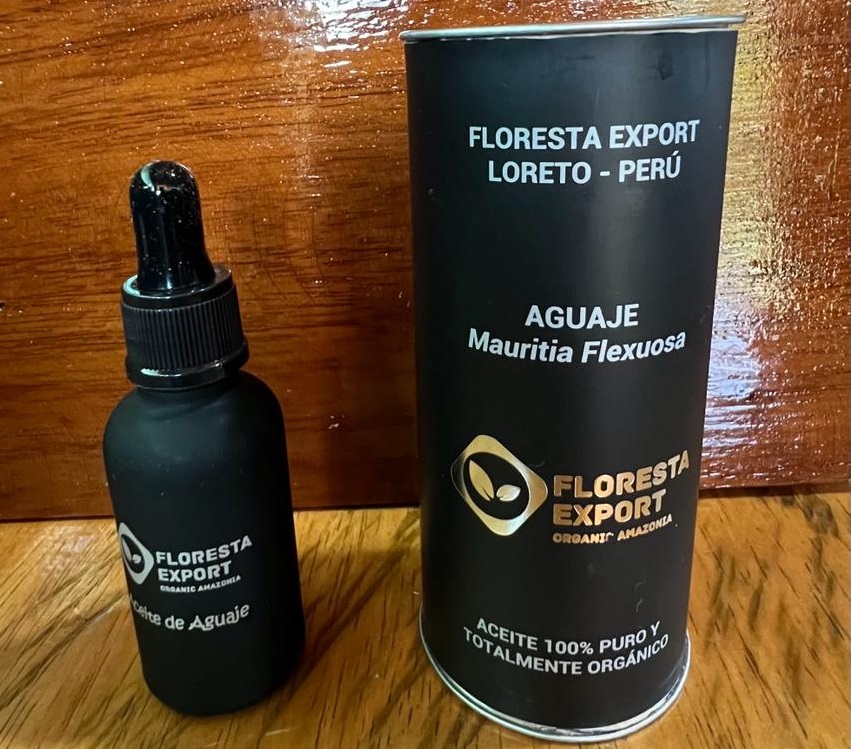 FLORESTA EXPORT
LORETO - PERÚ
AGUAJE
Mauritia Flexuosa
FLORESTA
EXPORT
ORGANIC AMAZONIA
ACEITE 100% PURO Y
TOTALMENTE ORGÁNICO
FLORESTA
EXPORT
ORGANIC AMAZONIA
Aceite de Aguaje